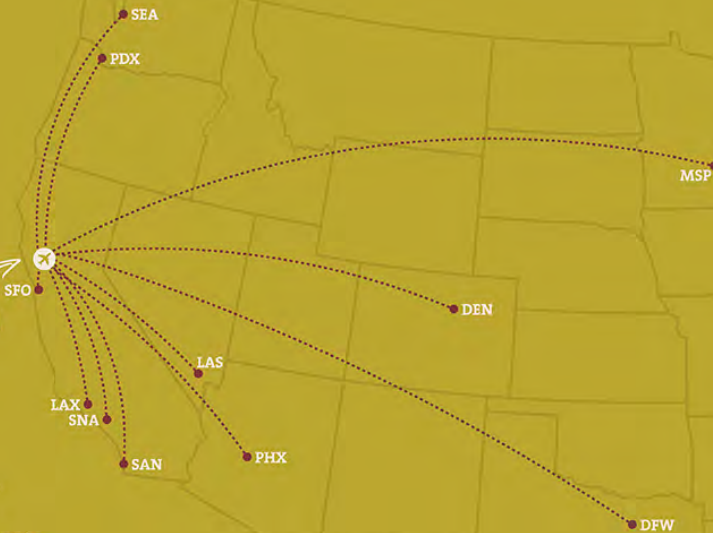 SEA
PDX
MSP
SFO
DEN
LAS
LAX
SNA
SAN
PHX
DFW